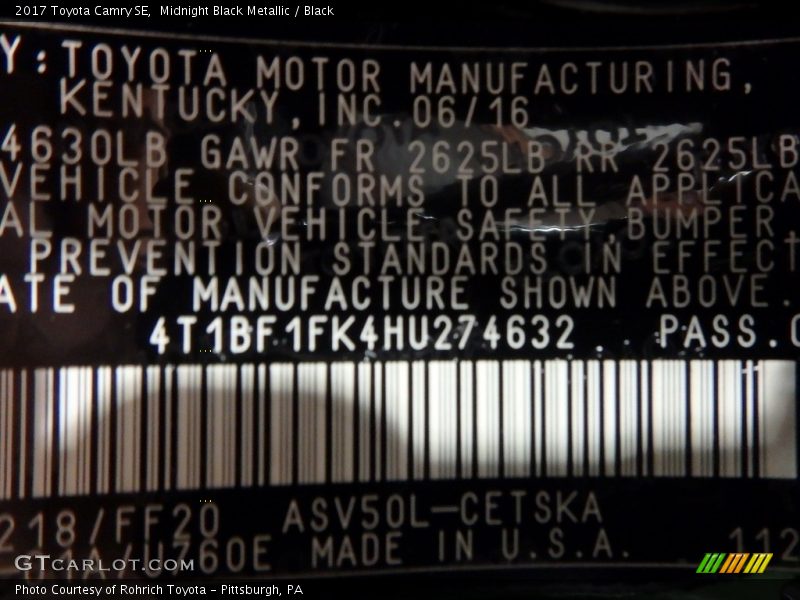 2017 Toyota Camry SE,  Midnight Black Metallic / Black
Y:TOYOTA MOTOR MANUFACTURING,
KENTUCKY,INC. 06/16
4630LB GAWR FR 2625LB RR 2625LB
VEHICLE CONFORMS TO ALL APPLICA
AL MOTOR VEHICLE SAFETY,BUMPER,
PREVENTION STANDARDS IN EFFECT
ATE OF MANUFACTURE SHOWN ABOVE.
4T1BF1FK4HU274632 . PASS.C
218/FF20 ASV50L-CETSKA
U760E MADE IN U.S.A. 112
GTCARLOT.COM
Photo Courtesy of Rohrich Toyota - Pittsburgh, PA